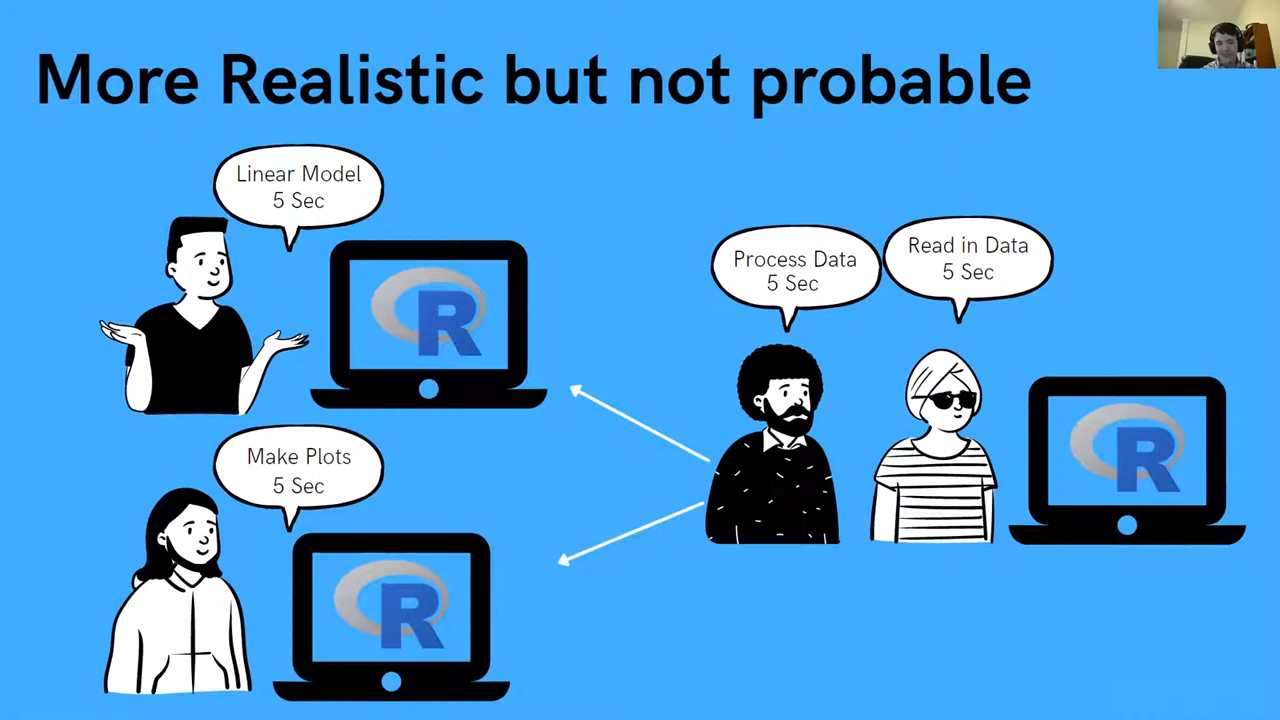 More Realistic but not probable
Linear Model
5 Sec
R
Process Data
5 Sec
Read in Data
5 Sec
R
Make Plots
5 Sec
R